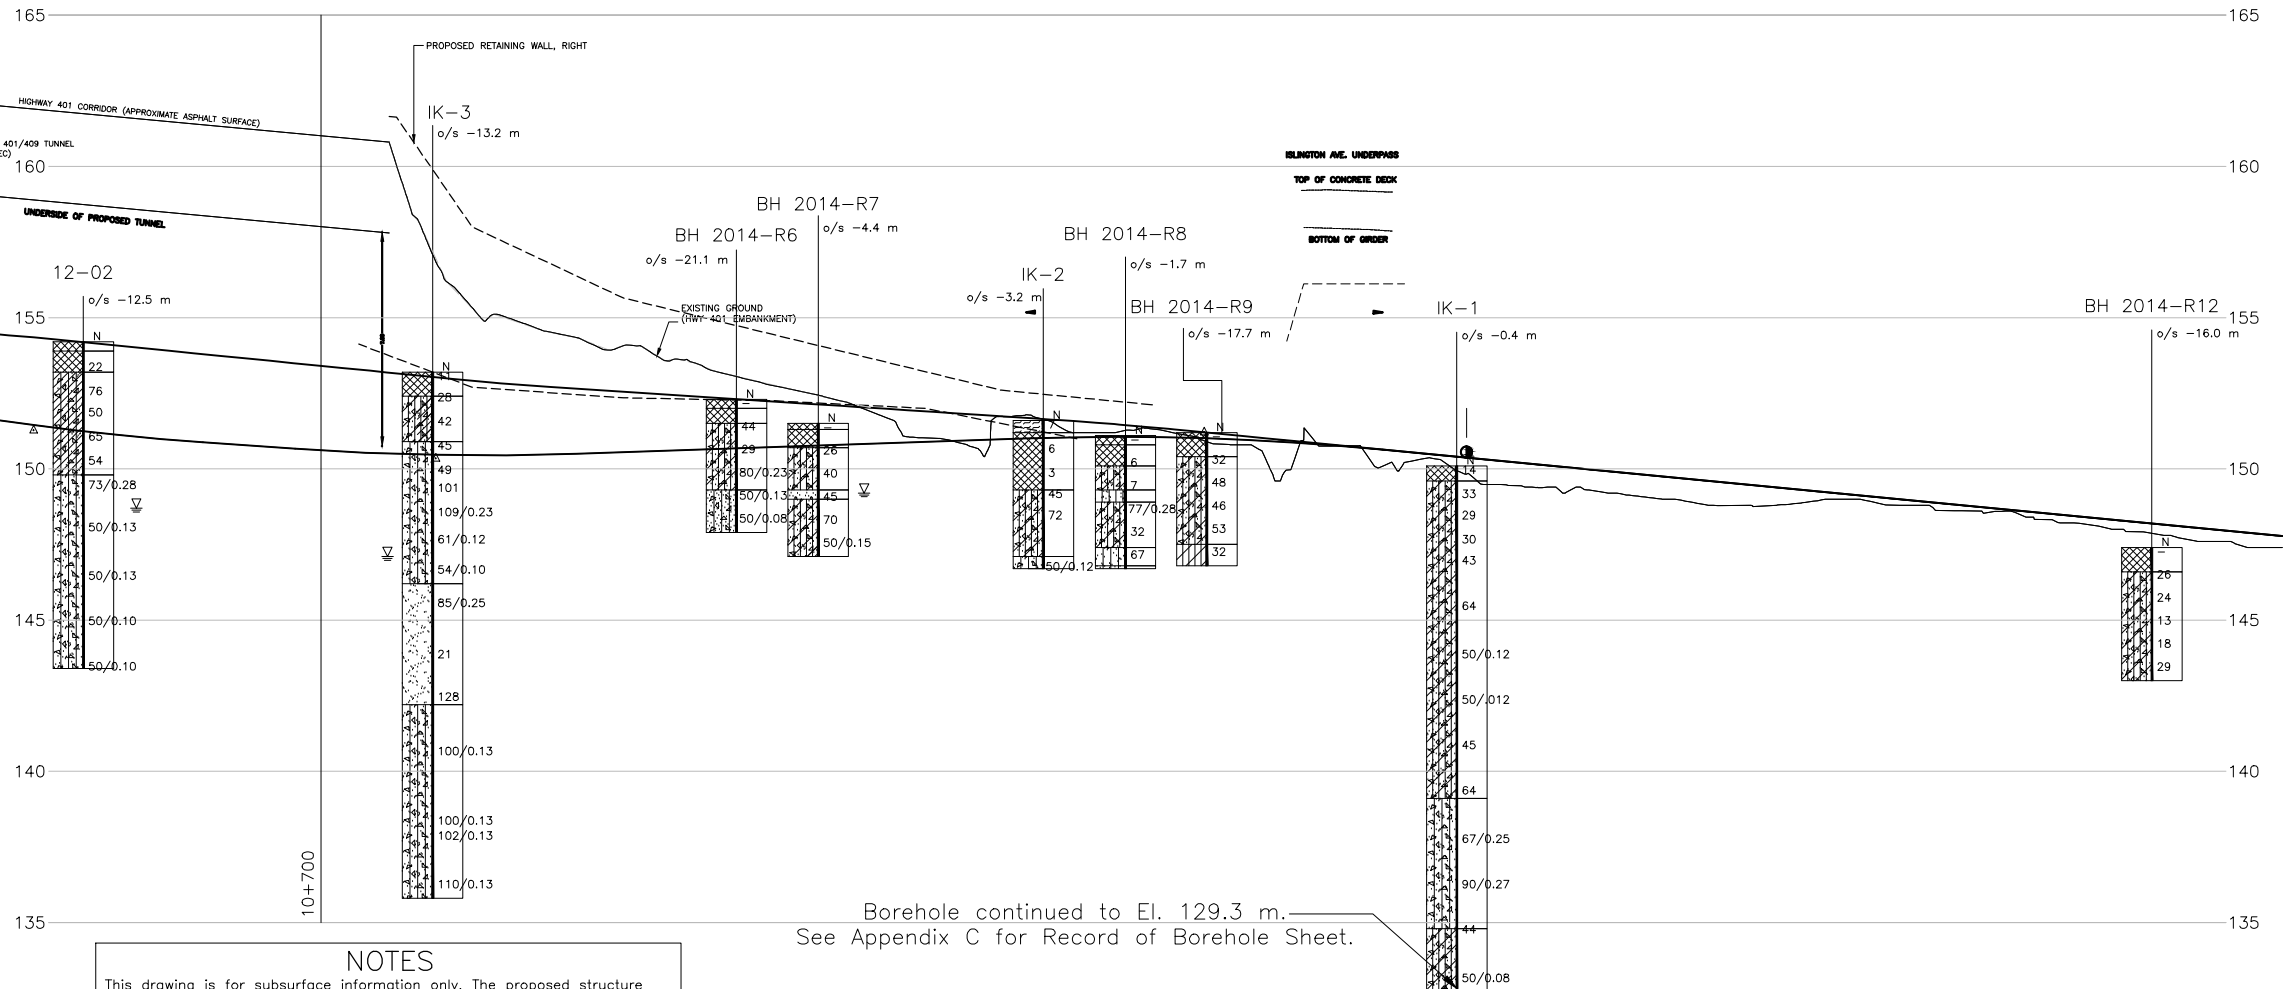 165
165
PROPOSED RETAINING WALL, RIGHT
HIGHWAY 401 CORRIDOR (APPROXIMATE ASPHALT SURFACE)
IK-3
o/s -13.2 m
401/409 TUNNEL
EC)
160
160
ISLINGTON AVE. UNDERPASS
TOP OF CONCRETE DECK
BOTTOM OF GIRDER
UNDERSIDE OF PROPOSED TUNNEL
BH 2014-R7
o/s -4.4 m
BH 2014-R6
o/s -21.1 m
BH 2014-R8
o/s -1.7 m
12-02
o/s -12.5 m
IK-2
o/s -3.2 m
BH 2014-R9
o/s -17.7 m
IK-1
o/s -0.4 m
BH 2014-R12
o/s -16.0 m
EXISTING GROUND
(HWY 401 EMBANKMENT)
155
155
N
22
76
50
65
54
73/0.28
50/0.13
50/0.13
50/0.10
50/0.10
N
11
28
42
45
49
101
109/0.23
61/0.12
54/0.10
85/0.25
21
128
100/0.13
100/0.13
102/0.13
110/0.13
N
-
44
29
80/0.23
50/0.13
50/0.08
N
-
26
40
45
70
50/0.15
N
7
6
3
45
72
50/0.12
N
-
6
7
77/0.28
32
67
N
-
32
48
46
53
32
N
14
33
29
30
43
64
50/0.12
50/.012
45
64
67/0.25
90/0.27
44
50/0.08
N
-
26
24
13
18
29
150
150
145
145
140
140
135
135
10+700
Borehole continued to El. 129.3 m.
See Appendix C for Record of Borehole Sheet.
NOTES
This drawing is for subsurface information only. The proposed structure